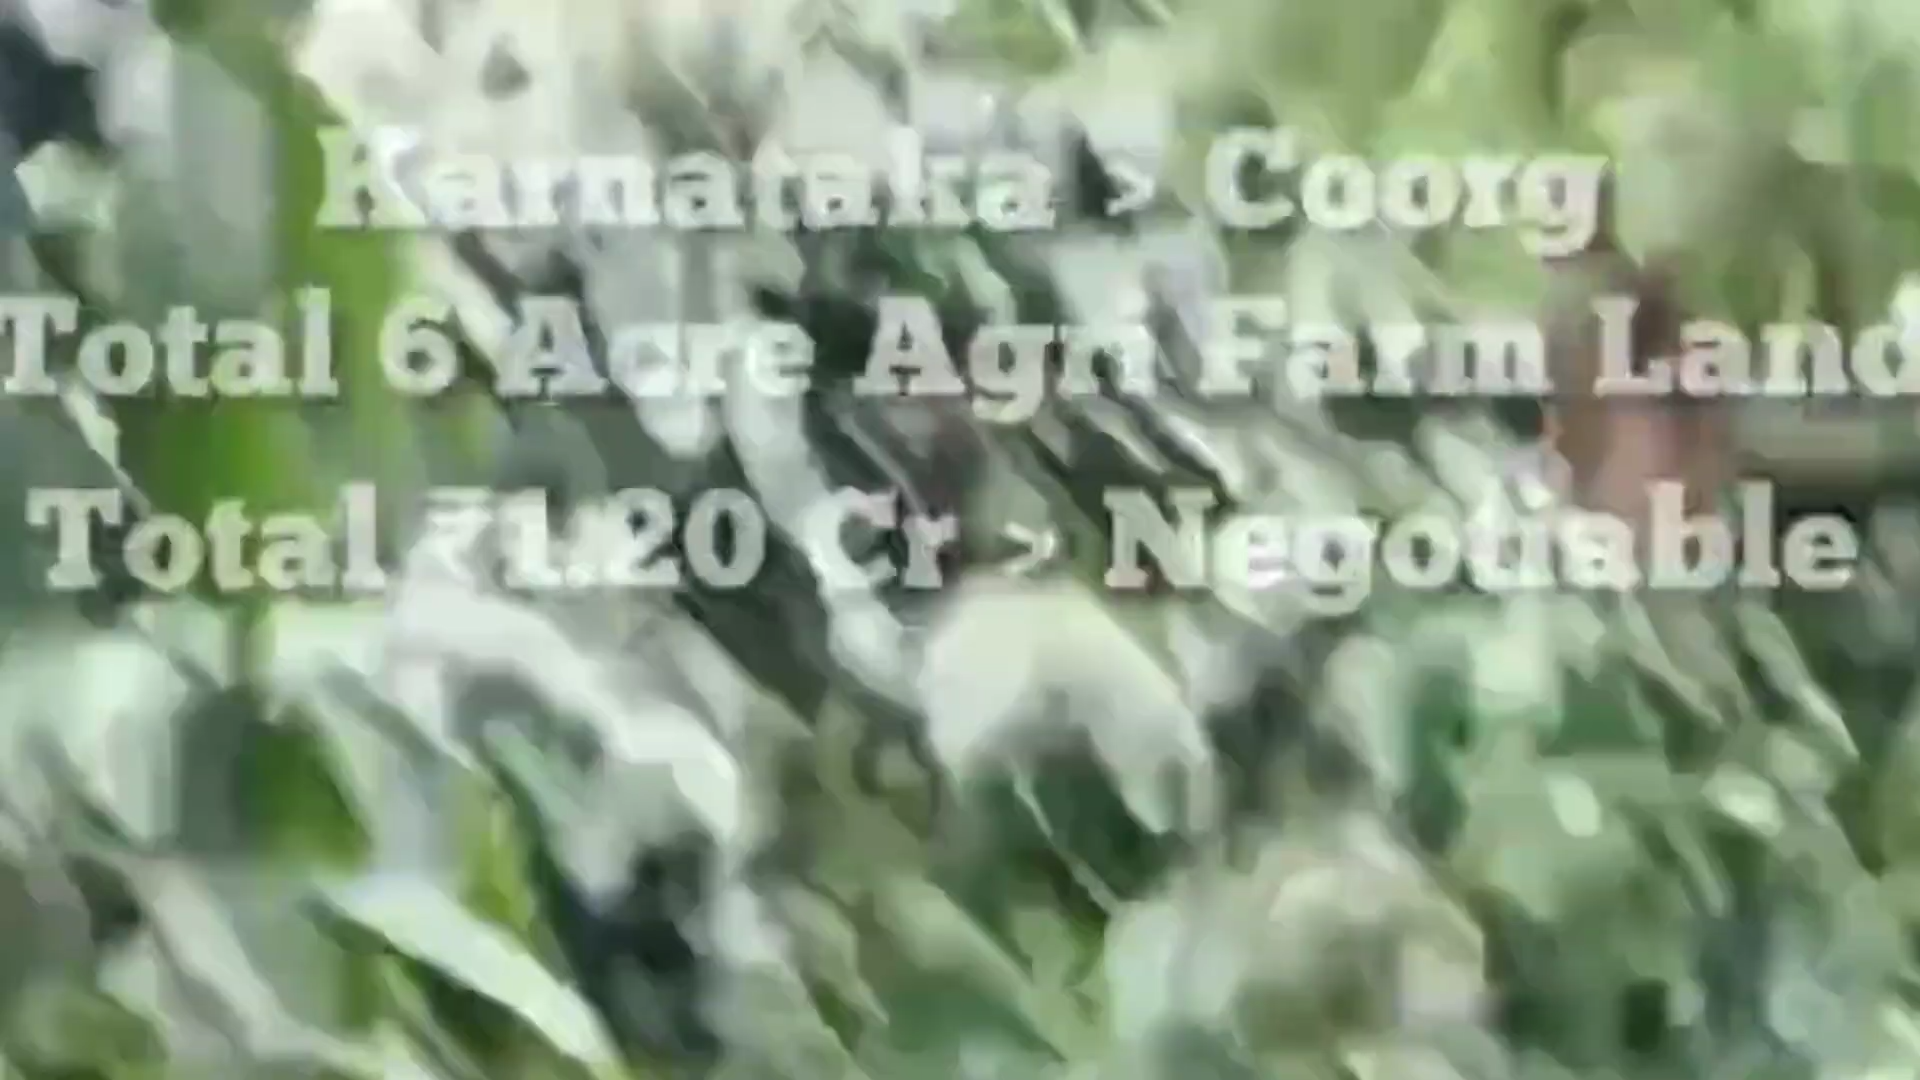 Karnataka > Coorg
Total 6 Acre Agri Farm Land
Total ₹1.20 Cr > Negotiable